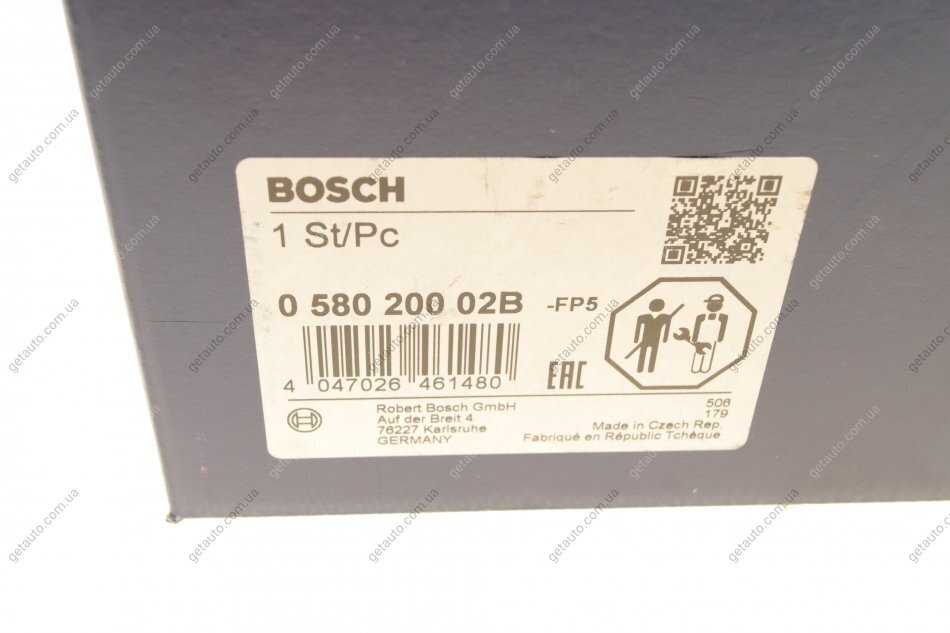 BOSCH
1 St/Pc
0 580 200 02B -FP5
4 047026 461480
EAC
Robert Bosch GmbH
Auf der Breit 4
76227 Karlsruhe
GERMANY
506
179
Made in Czech Rep.
Fabriqué en République Tchèque
getauto.com.ua